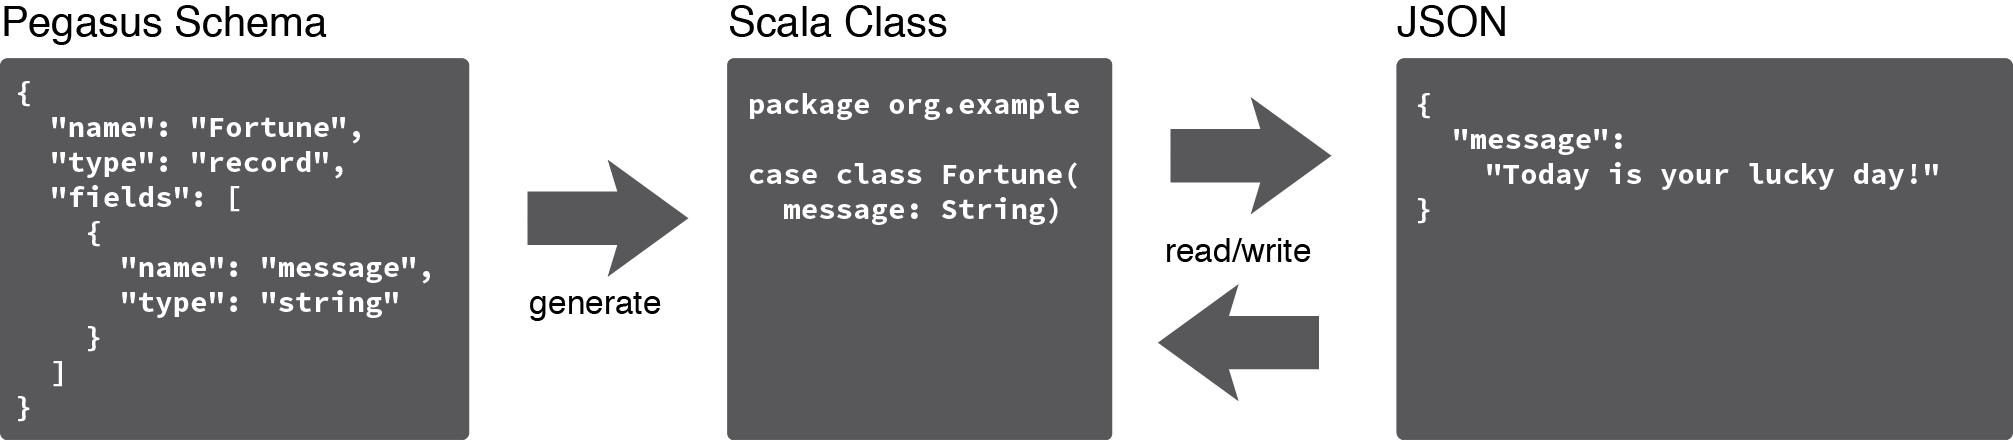 Pegasus Schema
{
  "name": "Fortune",
  "type": "record",
  "fields": [
    {
      "name": "message",
      "type": "string"
    }
  ]
}
generate
Scala Class
package org.example

case class Fortune(
  message: String)
read/write
JSON
{
  "message":
    "Today is your lucky day!"
}